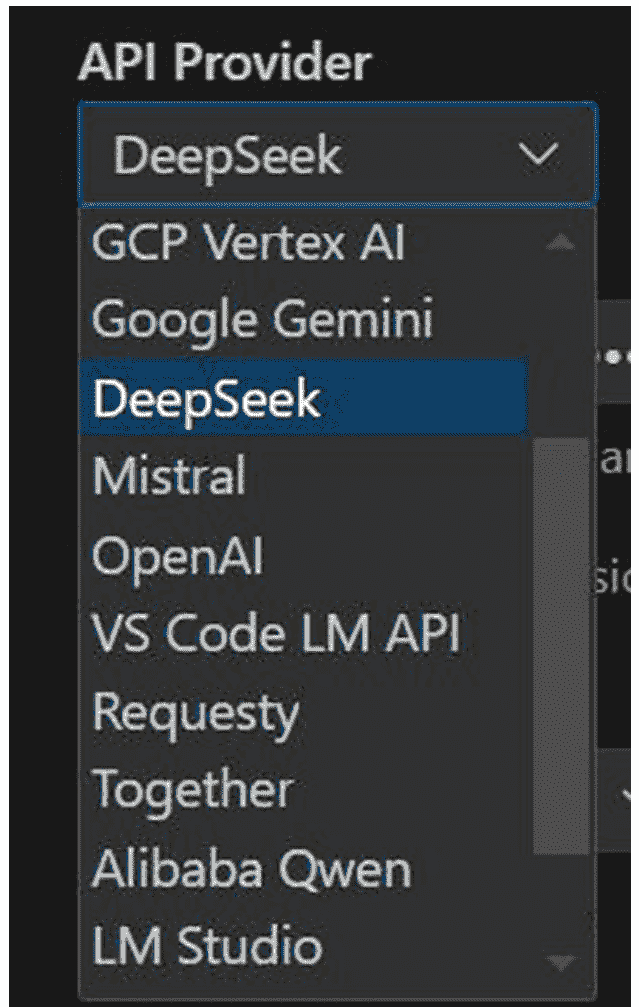 API Provider
DeepSeek
GCP Vertex AI
Google Gemini
DeepSeek
Mistral
OpenAI
VS Code LM API
Requesty
Together
Alibaba Qwen
LM Studio